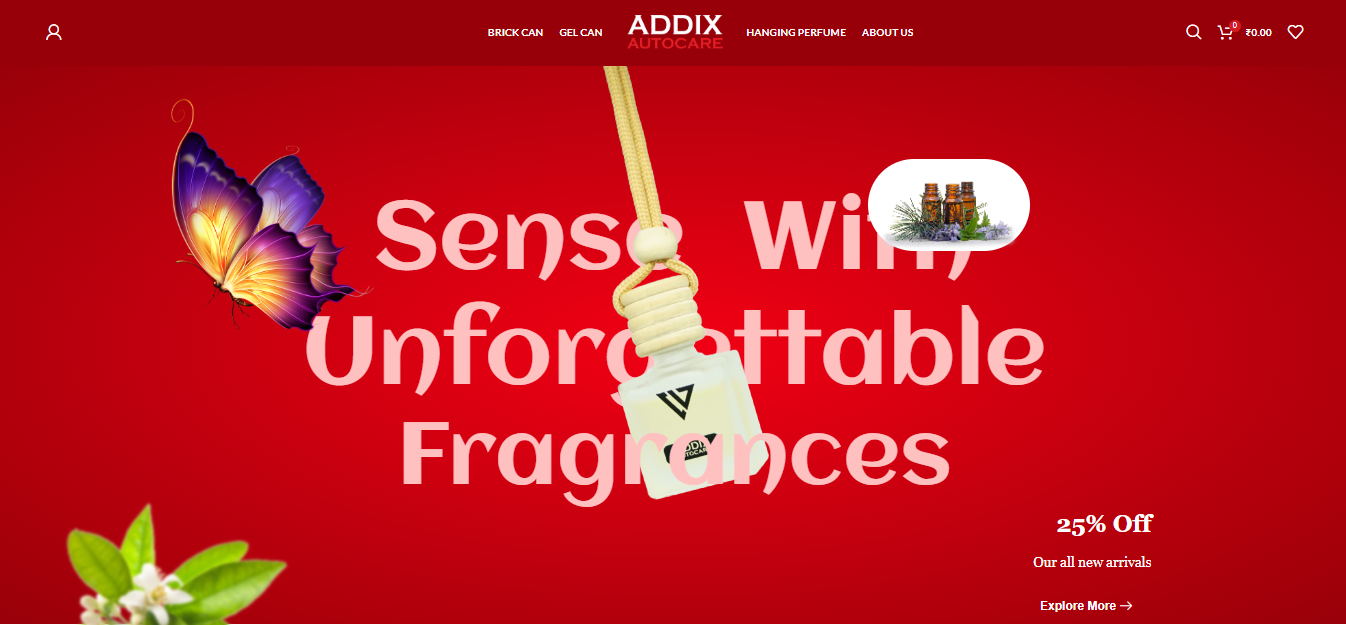 BRICK CAN
GEL CAN
ADDIX
AUTOCARE
HANGING PERFUME
ABOUT US
0
₹0.00
Sense With
Unforgettable
Fragrances
ADDIX
AUTOCARE
25% Off
Our all new arrivals
Explore More →